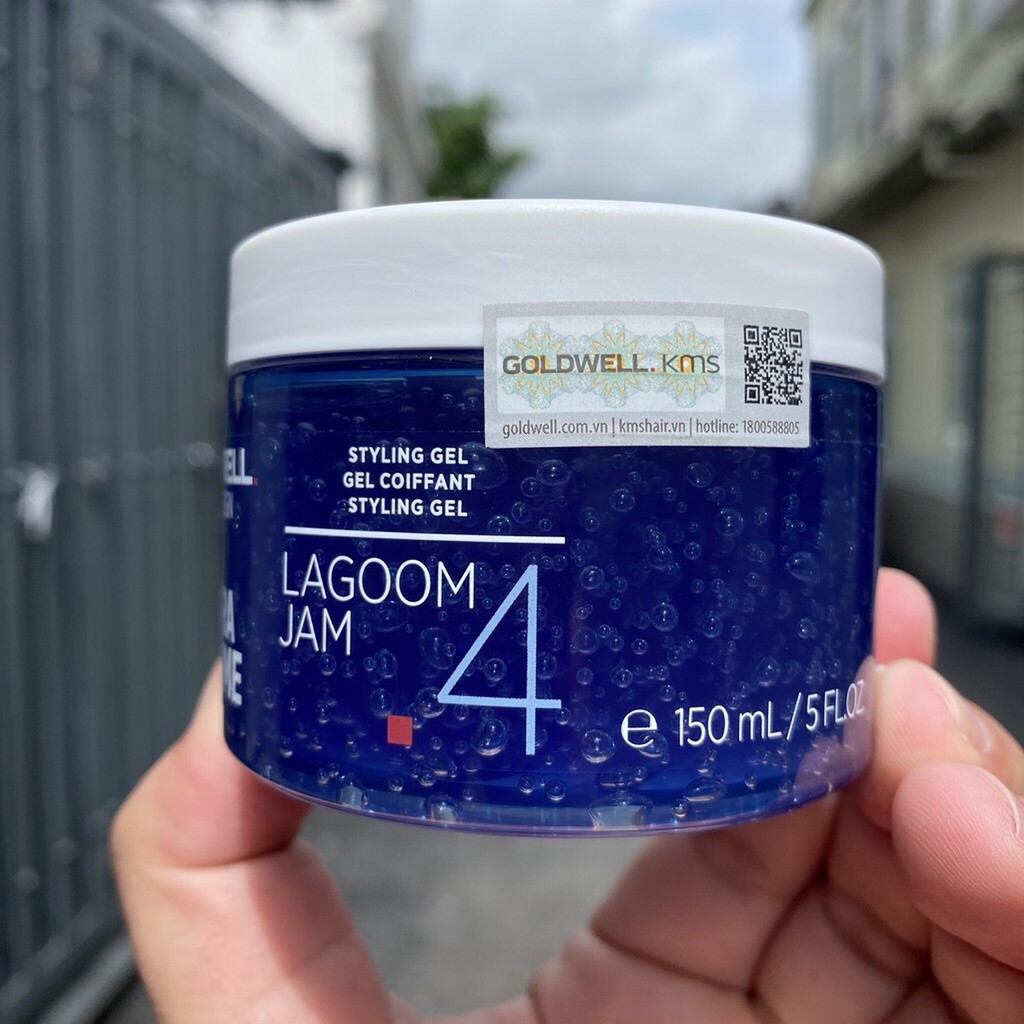 GOLDWELL. kms
goldwell.com.vn | kmshair.vn | hotline: 1800588805
STYLING GEL
GEL COIFFANT
STYLING GEL
LAGOOM
JAM
4
e 150 mL / 5 FL.OZ